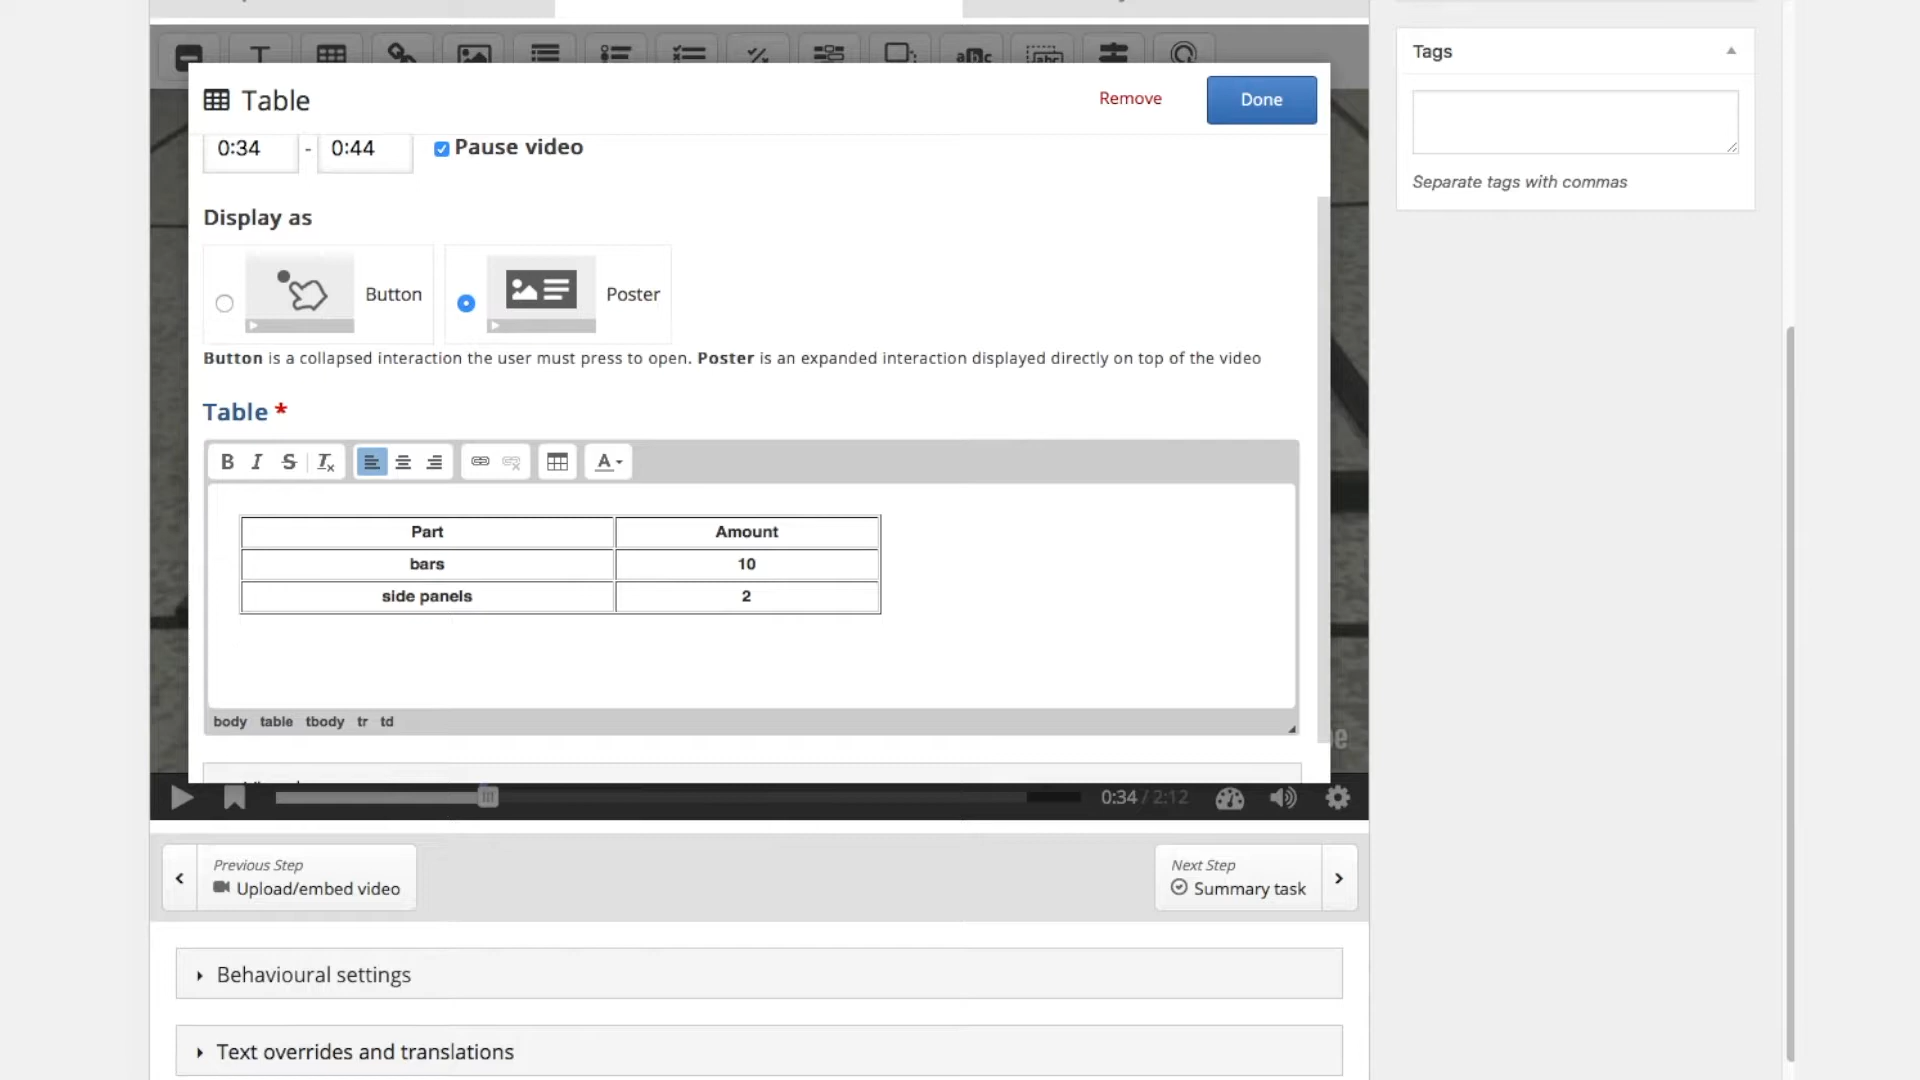 Tags
Table
Remove
Done
0:34 - 0:44 Pause video
Separate tags with commas
Display as
Button
Poster
Button is a collapsed interaction the user must press to open. Poster is an expanded interaction displayed directly on top of the video
Table *
B I S Tx A
Part Amount
bars 10
side panels 2
body table tbody tr td
0:34 / 2:12
Previous Step
Upload/embed video
Next Step
Summary task
Behavioural settings
Text overrides and translations